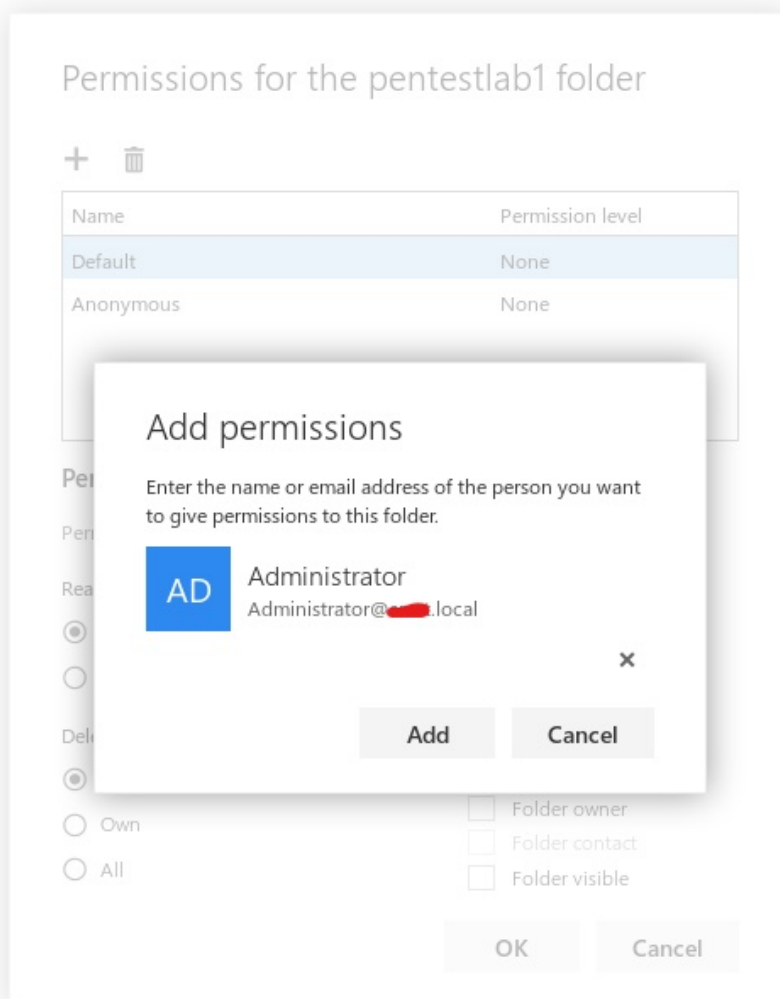 Permissions for the pentestlab1 folder
Name Permission level
Default None
Anonymous None
Add permissions
Enter the name or email address of the person you want
to give permissions to this folder.
AD
Administrator
Administrator@ .local
Add Cancel
Own
All
Folder owner
Folder contact
Folder visible
OK Cancel